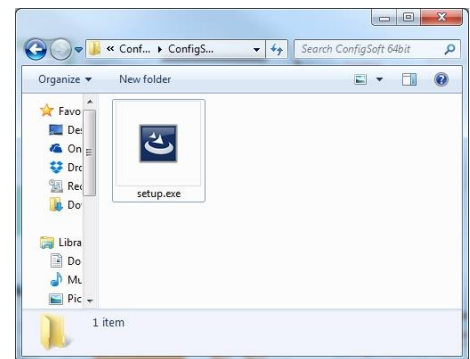 « Conf... ▸ ConfigS...
Search ConfigSoft 64bit
Organize ▾
New folder
Favo
De
On
Drc
Rec
Do
setup.exe
Libra
Do
Mu
Pic
1 item